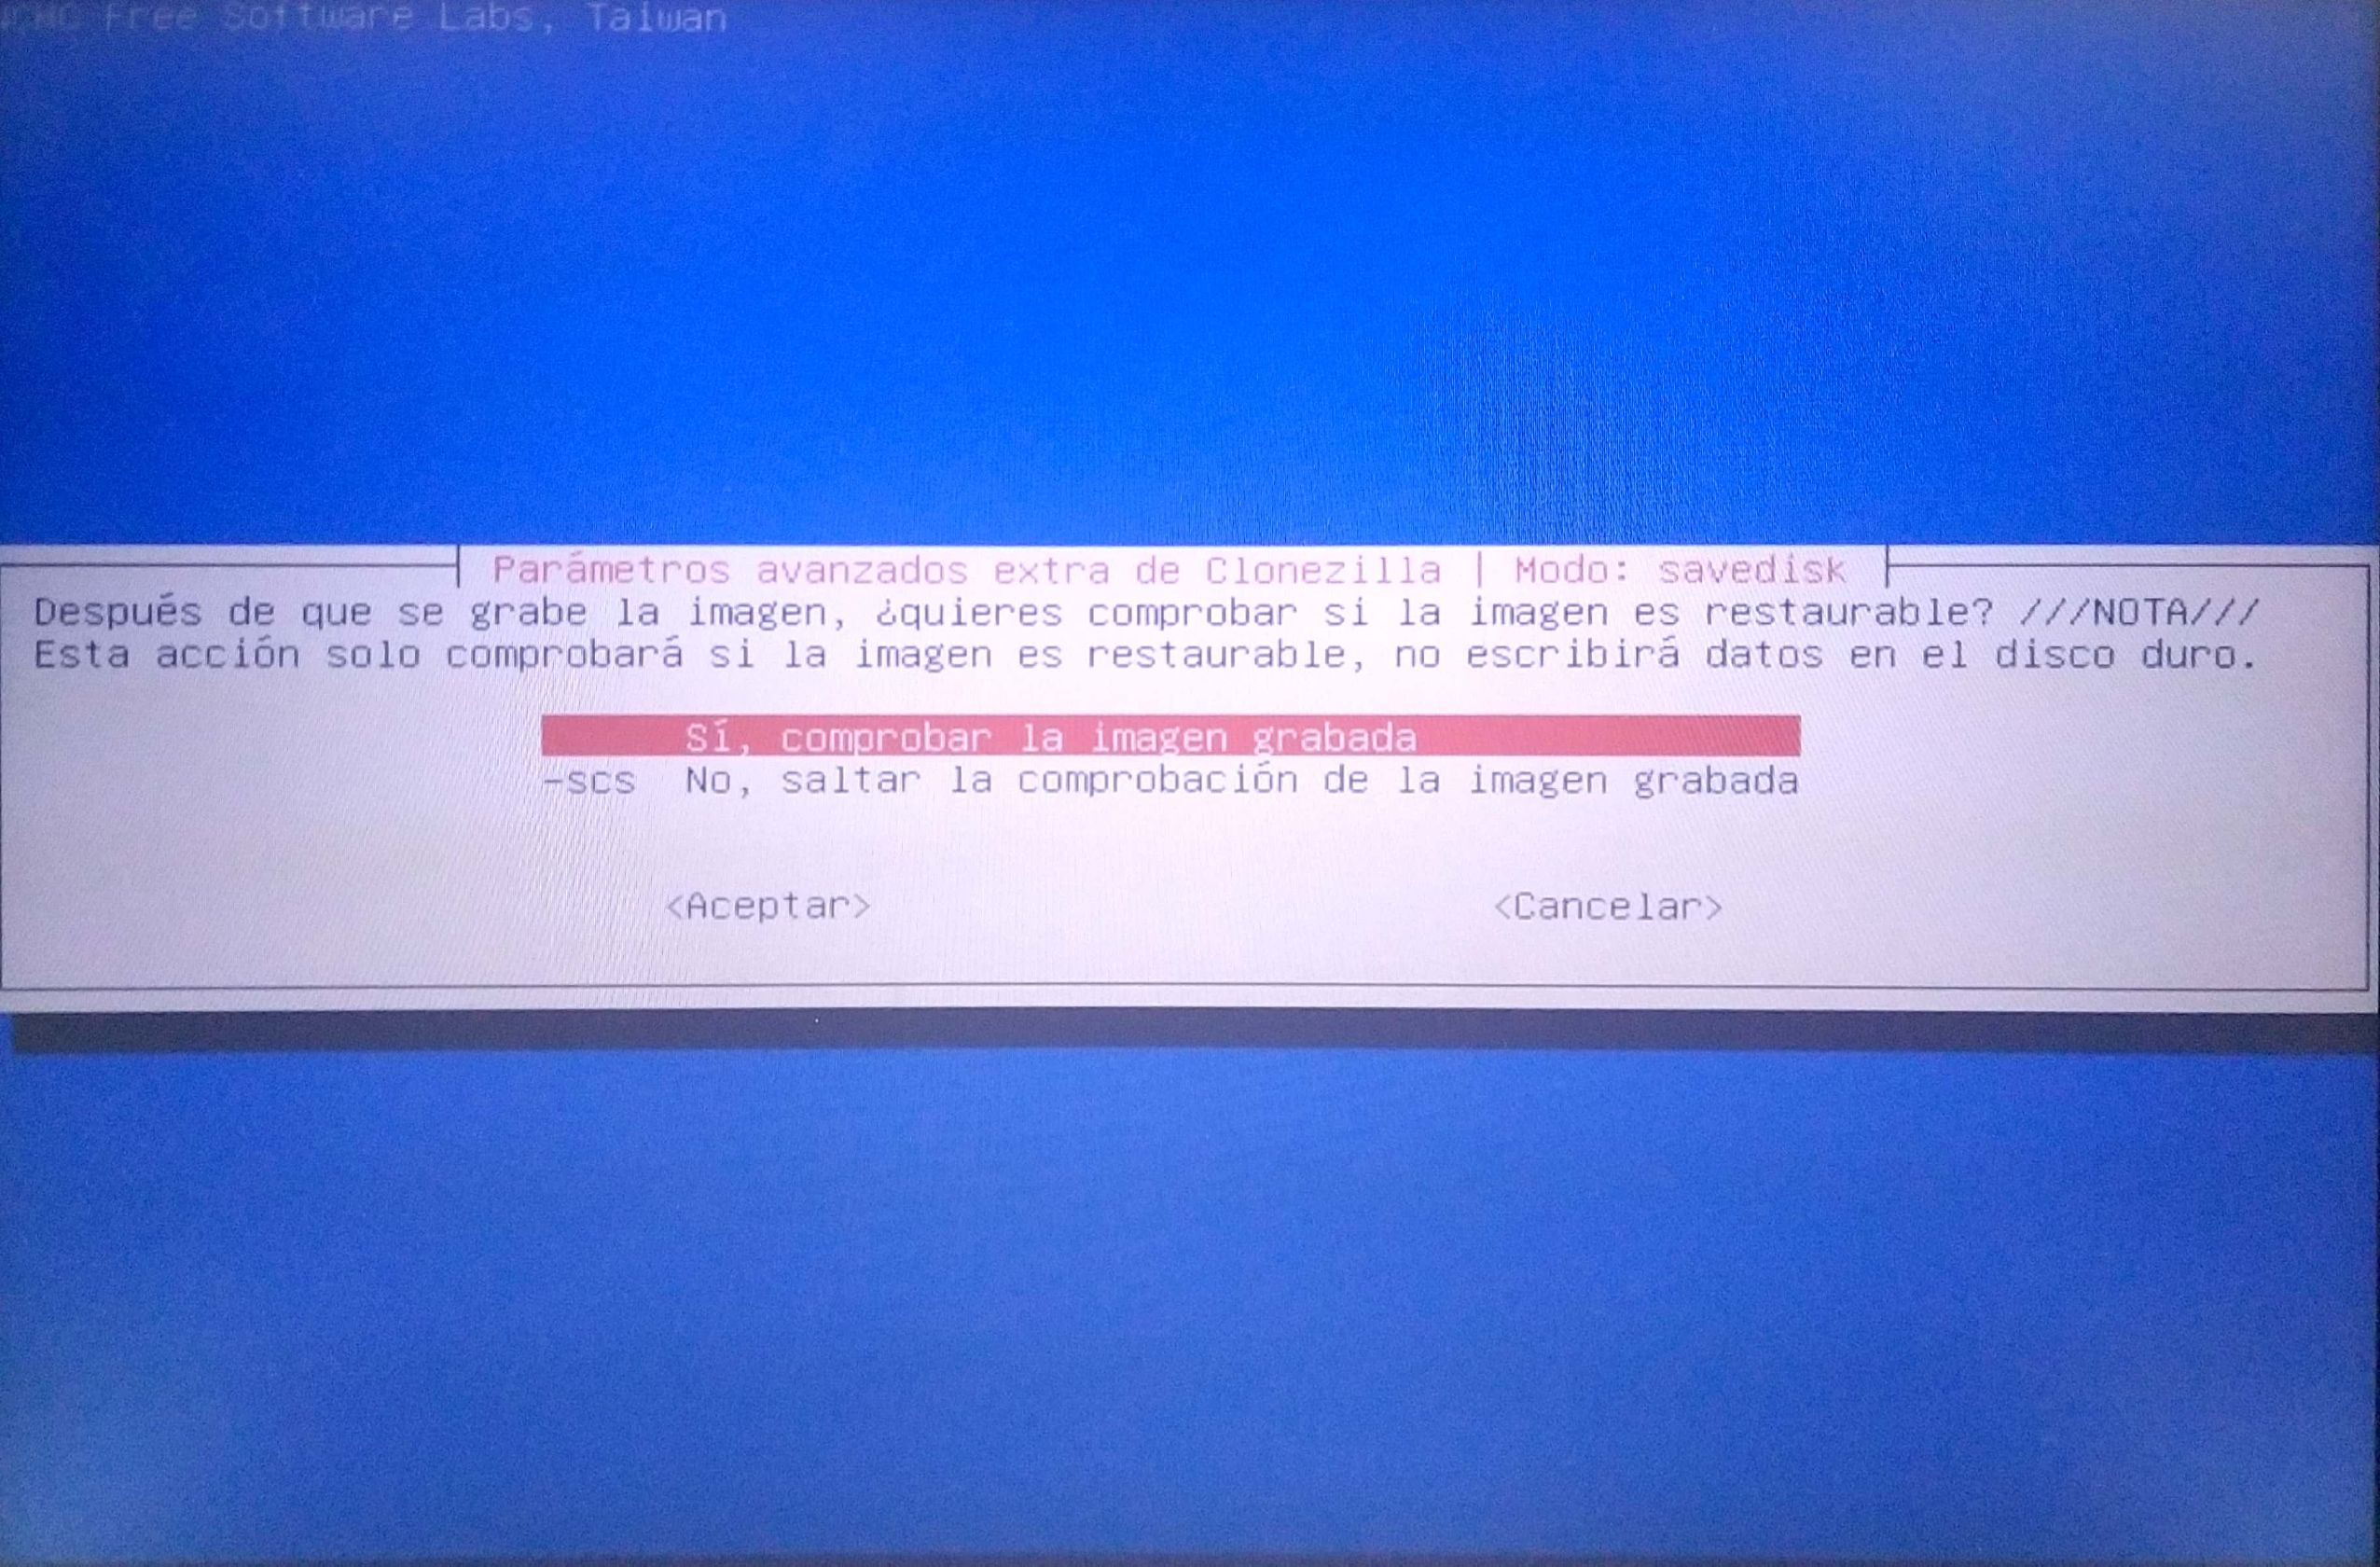 Free Software Labs, Taiwan
Parámetros avanzados extra de Clonezilla | Modo: savedisk
Después de que se grabe la imagen, ¿quieres comprobar si la imagen es restaurable? ///NOTA///
Esta acción solo comprobará si la imagen es restaurable, no escribirá datos en el disco duro.
Sí, comprobar la imagen grabada
-scs No, saltar la comprobación de la imagen grabada
<Aceptar> <Cancelar>